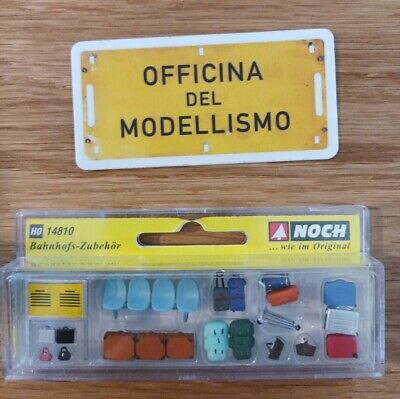 OFFICINA
DEL
MODELLISMO
H0 14810
Bahnhofs-Zubehör
NOCH
...wie im Original